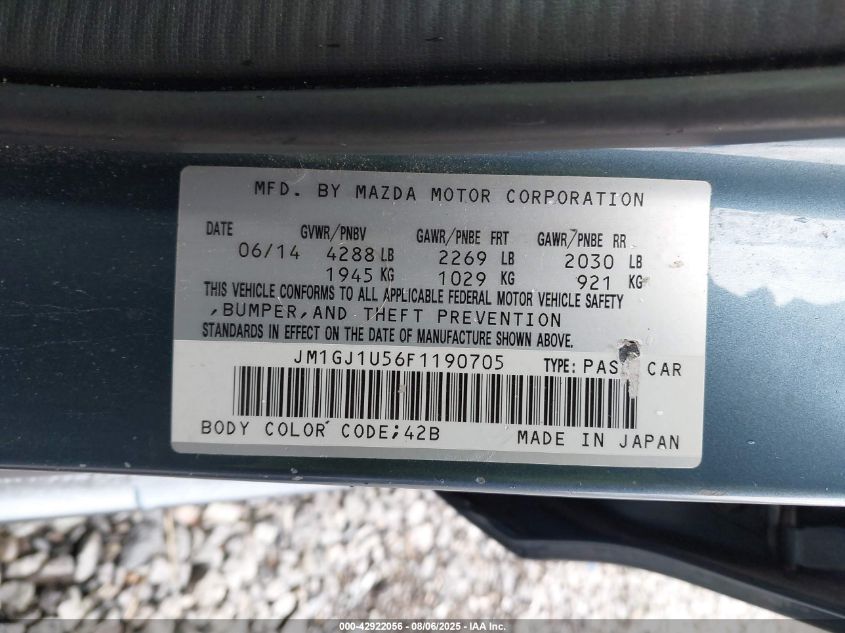 MFD. BY MAZDA MOTOR CORPORATION
DATE GVWR/PNBV GAWR/PNBE FRT GAWR/PNBE RR
06/14 4288 LB 2269 LB 2030 LB
1945 KG 1029 KG 921 KG
THIS VEHICLE CONFORMS TO ALL APPLICABLE FEDERAL MOTOR VEHICLE SAFETY
,BUMPER,AND THEFT PREVENTION
STANDARDS IN EFFECT ON THE DATE OF MANUFACTURE SHOWN ABOVE.
JM1GJ1U56F1190705 TYPE: PAS CAR
BODY COLOR CODE;42B MADE IN JAPAN
000-42922056 - 08/06/2025 - IAA Inc.